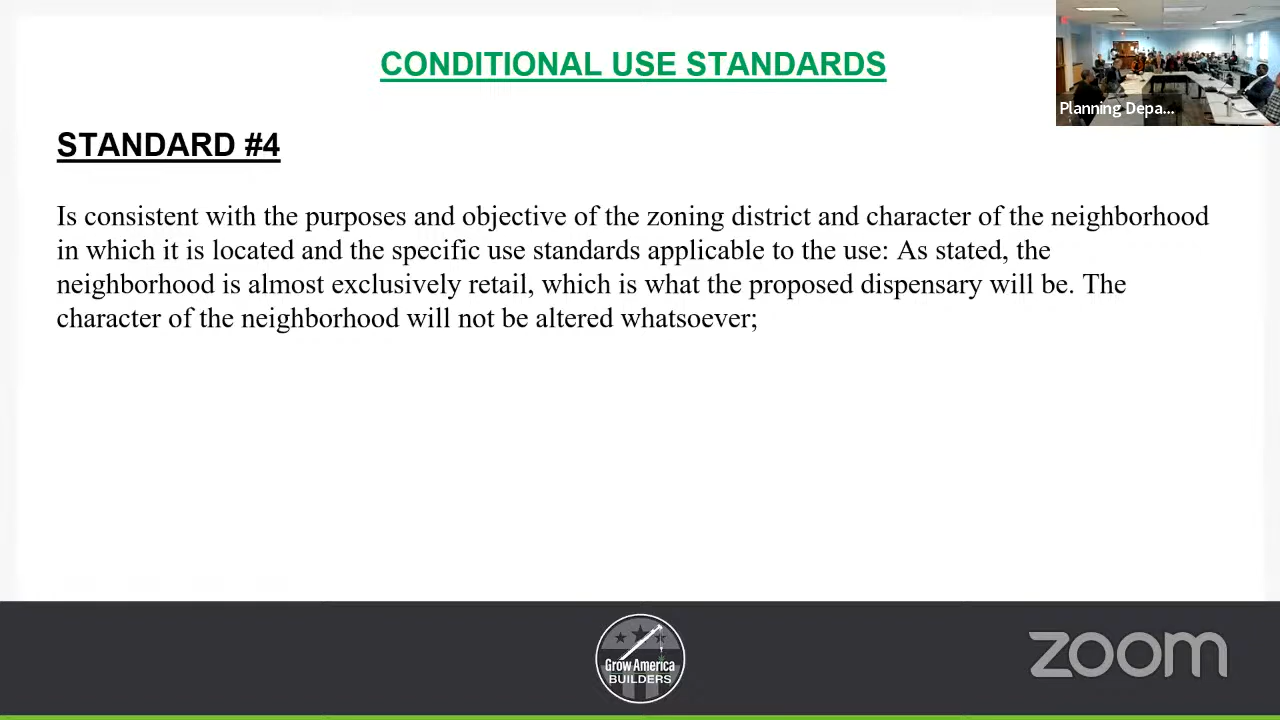 CONDITIONAL USE STANDARDS
Planning Depa...
STANDARD #4
Is consistent with the purposes and objective of the zoning district and character of the neighborhood
in which it is located and the specific use standards applicable to the use: As stated, the
neighborhood is almost exclusively retail, which is what the proposed dispensary will be. The
character of the neighborhood will not be altered whatsoever;
Grow America
BUILDERS
zoom